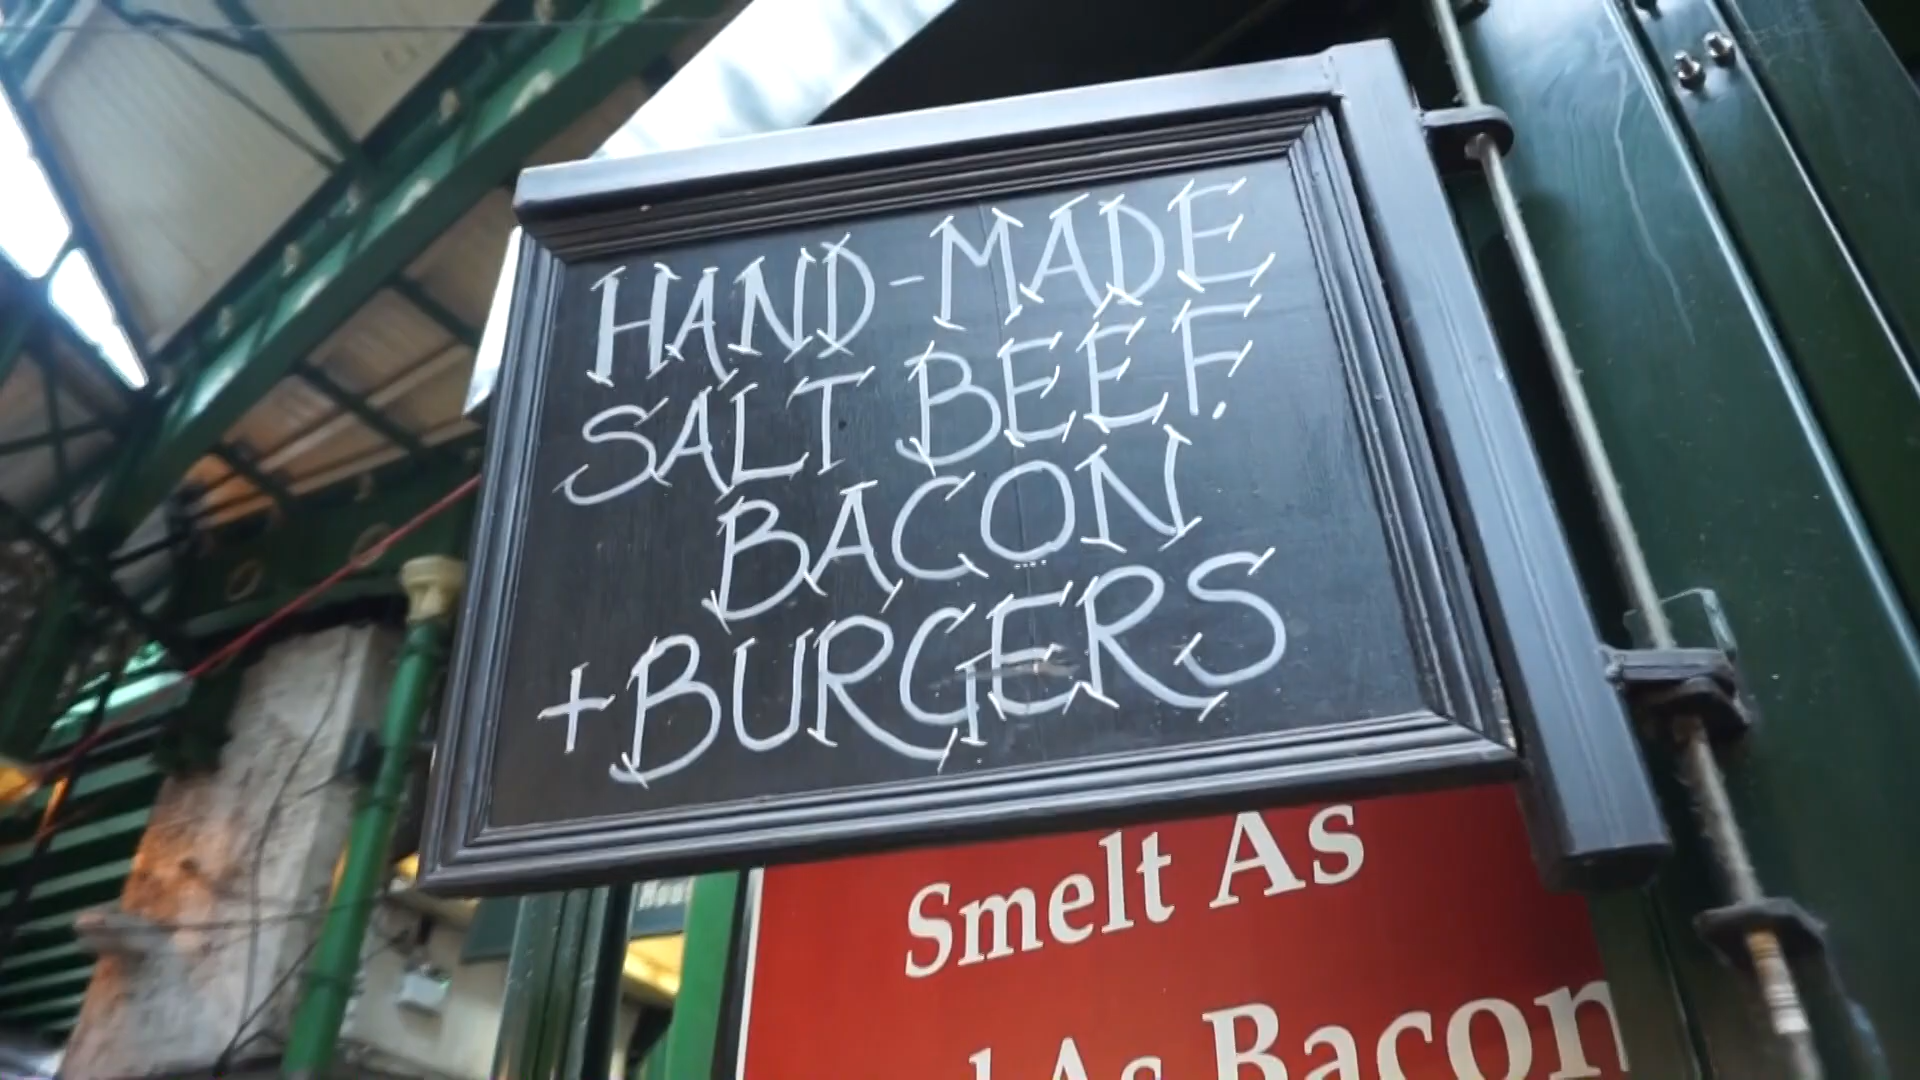 HAND-MADE
SALT BEEF.
BACON
+BURGERS
Smelt As
As Bacon